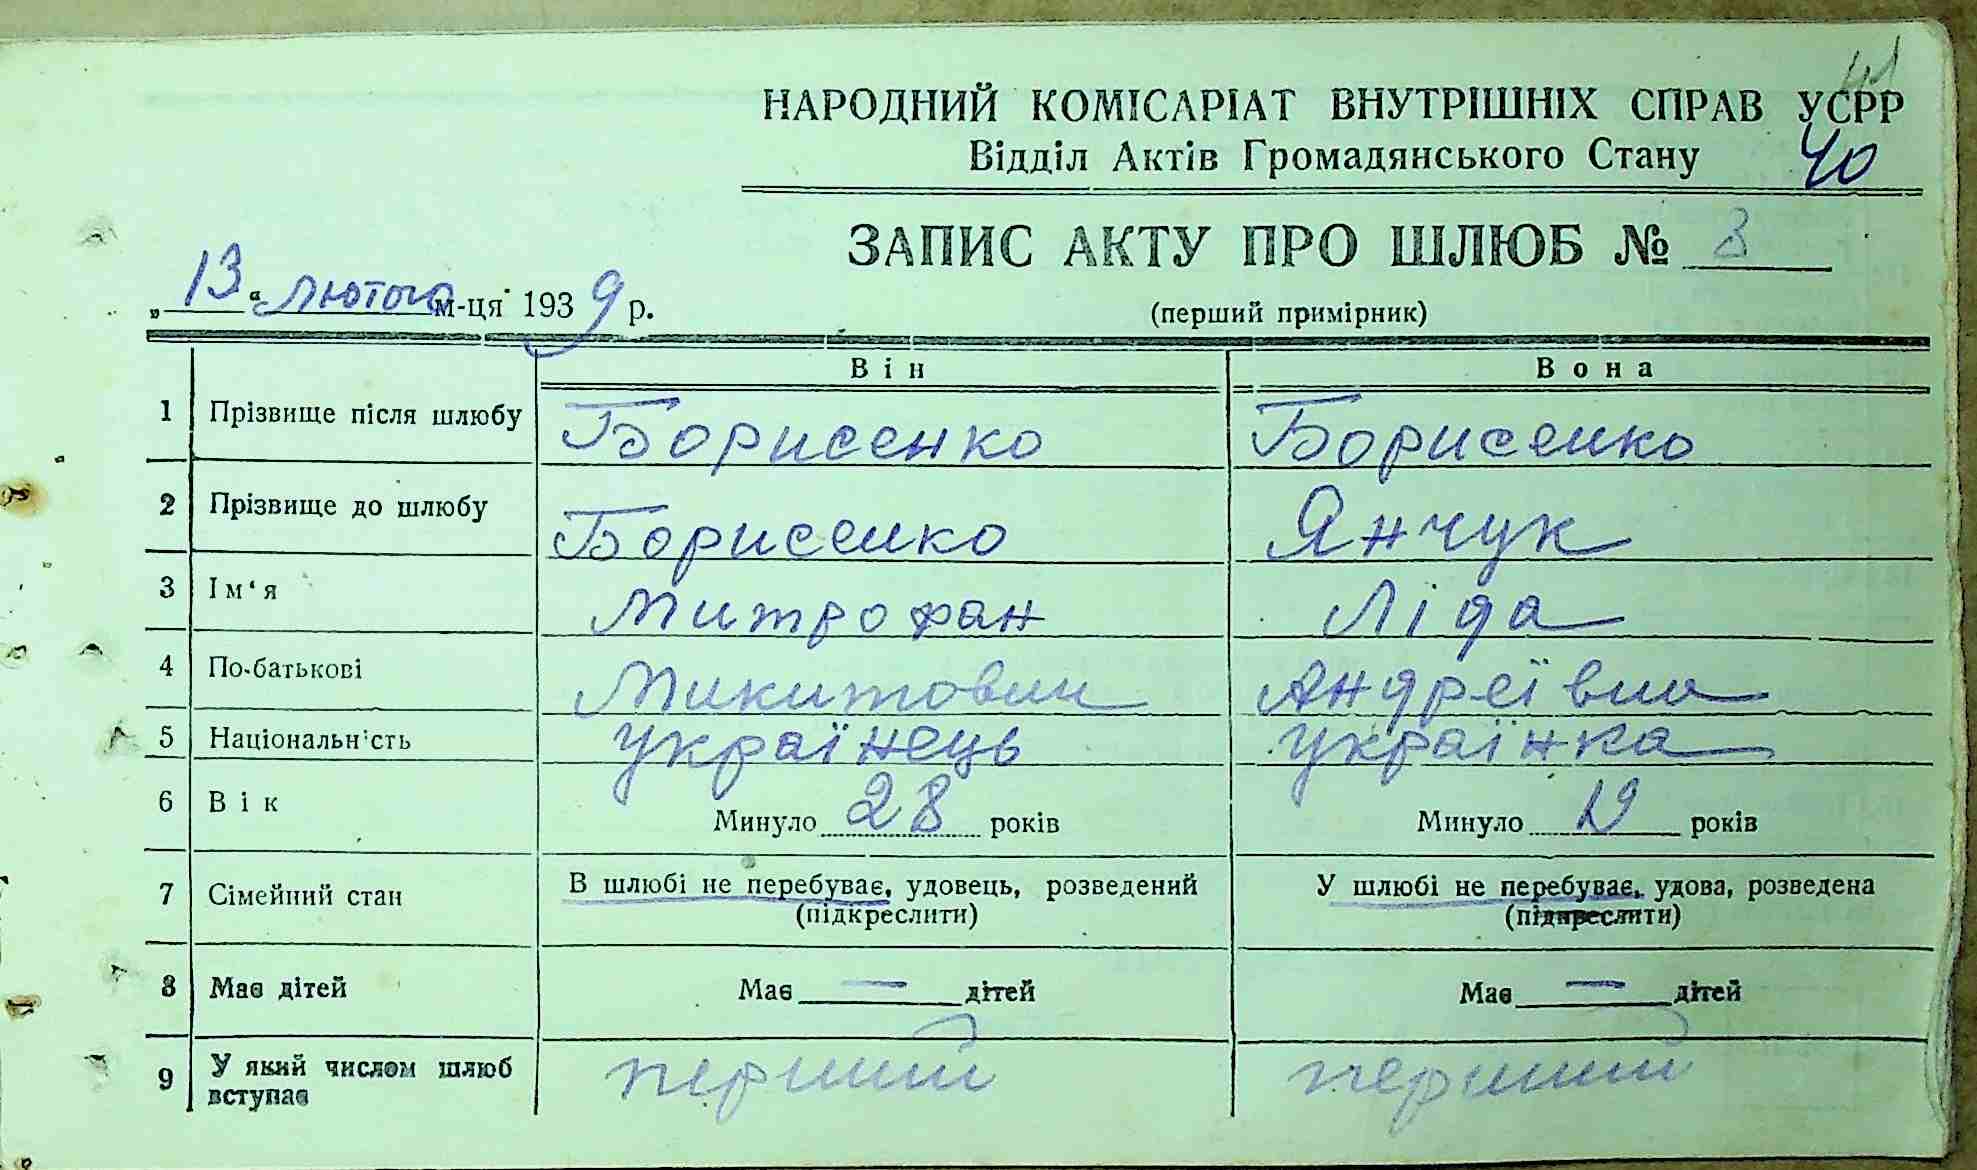 41
НАРОДНИЙ КОМІСАРІАТ ВНУТРІШНІХ СПРАВ УСРР
Відділ Актів Громадянського Стану 40
ЗАПИС АКТУ ПРО ШЛЮБ № 8
„13“ лютого м-ця 1939 р.
(перший примірник)
Він Вона
1 Прізвище після шлюбу Борисенко Борисенко
2 Прізвище до шлюбу Борисенко Янчук
3 Ім‘я Митрофан Ліда
4 По-батькові Микитович Андреївна
5 Національність українець українка
6 Вік Минуло 28 років Минуло 19 років
7 Сімейний стан В шлюбі не перебуває, удовець, розведений У шлюбі не перебуває, удова, розведена
(підкреслити) (підкреслити)
8 Має дітей Має — дітей Має — дітей
9 У який числом шлюб вступає перший перший